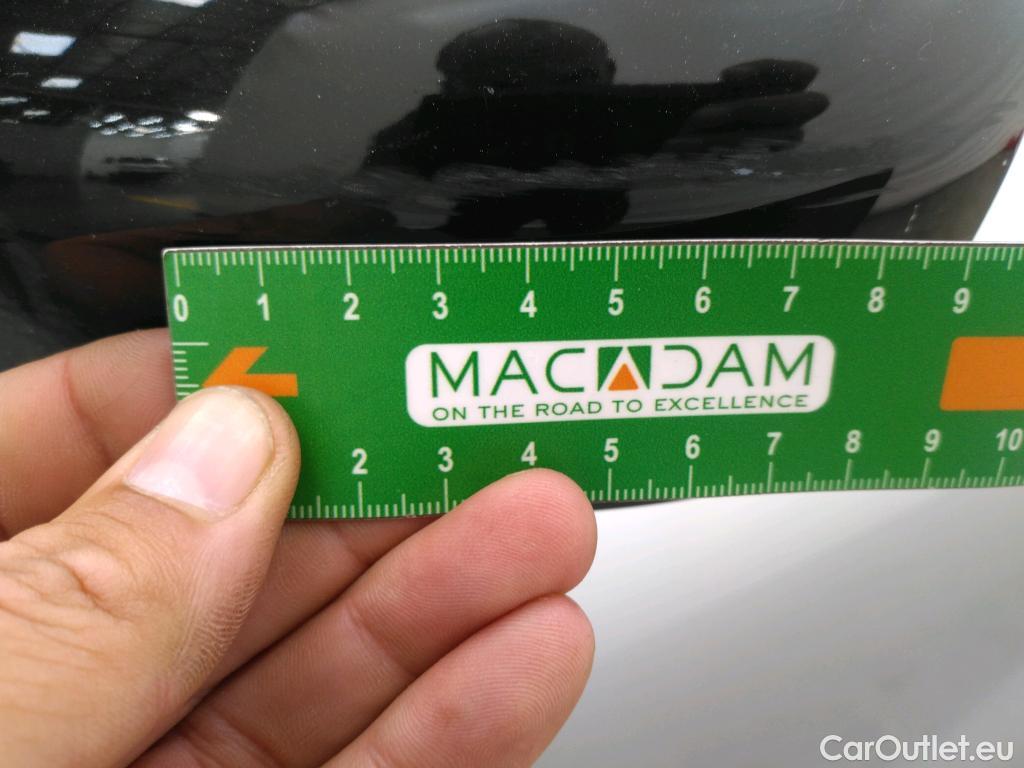 0 1 2 3 4 5 6 7 8 9
MACADAM
ON THE ROAD TO EXCELLENCE
2 3 4 5 6 7 8 9 10
CarOutlet.eu